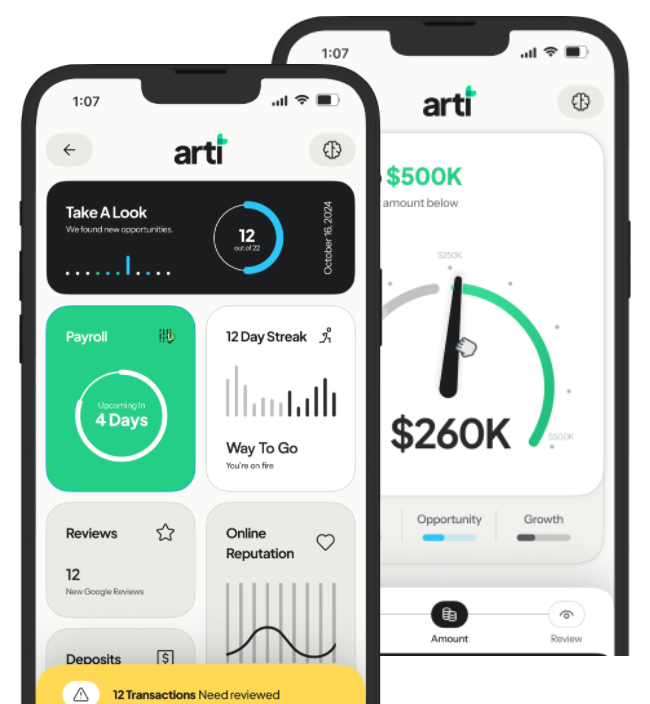 1:07
arti
Take A Look
We found new opportunities.
12
out of 22
October 16, 2024
Payroll
Upcoming In
4 Days
12 Day Streak
Way To Go
You're on fire
Reviews
12
New Google Reviews
Online
Reputation
Deposits
$
12 Transactions Need reviewed
1:07
arti
$500K
amount below
$250K
$260K
$500K
Opportunity
Growth
Amount
Review